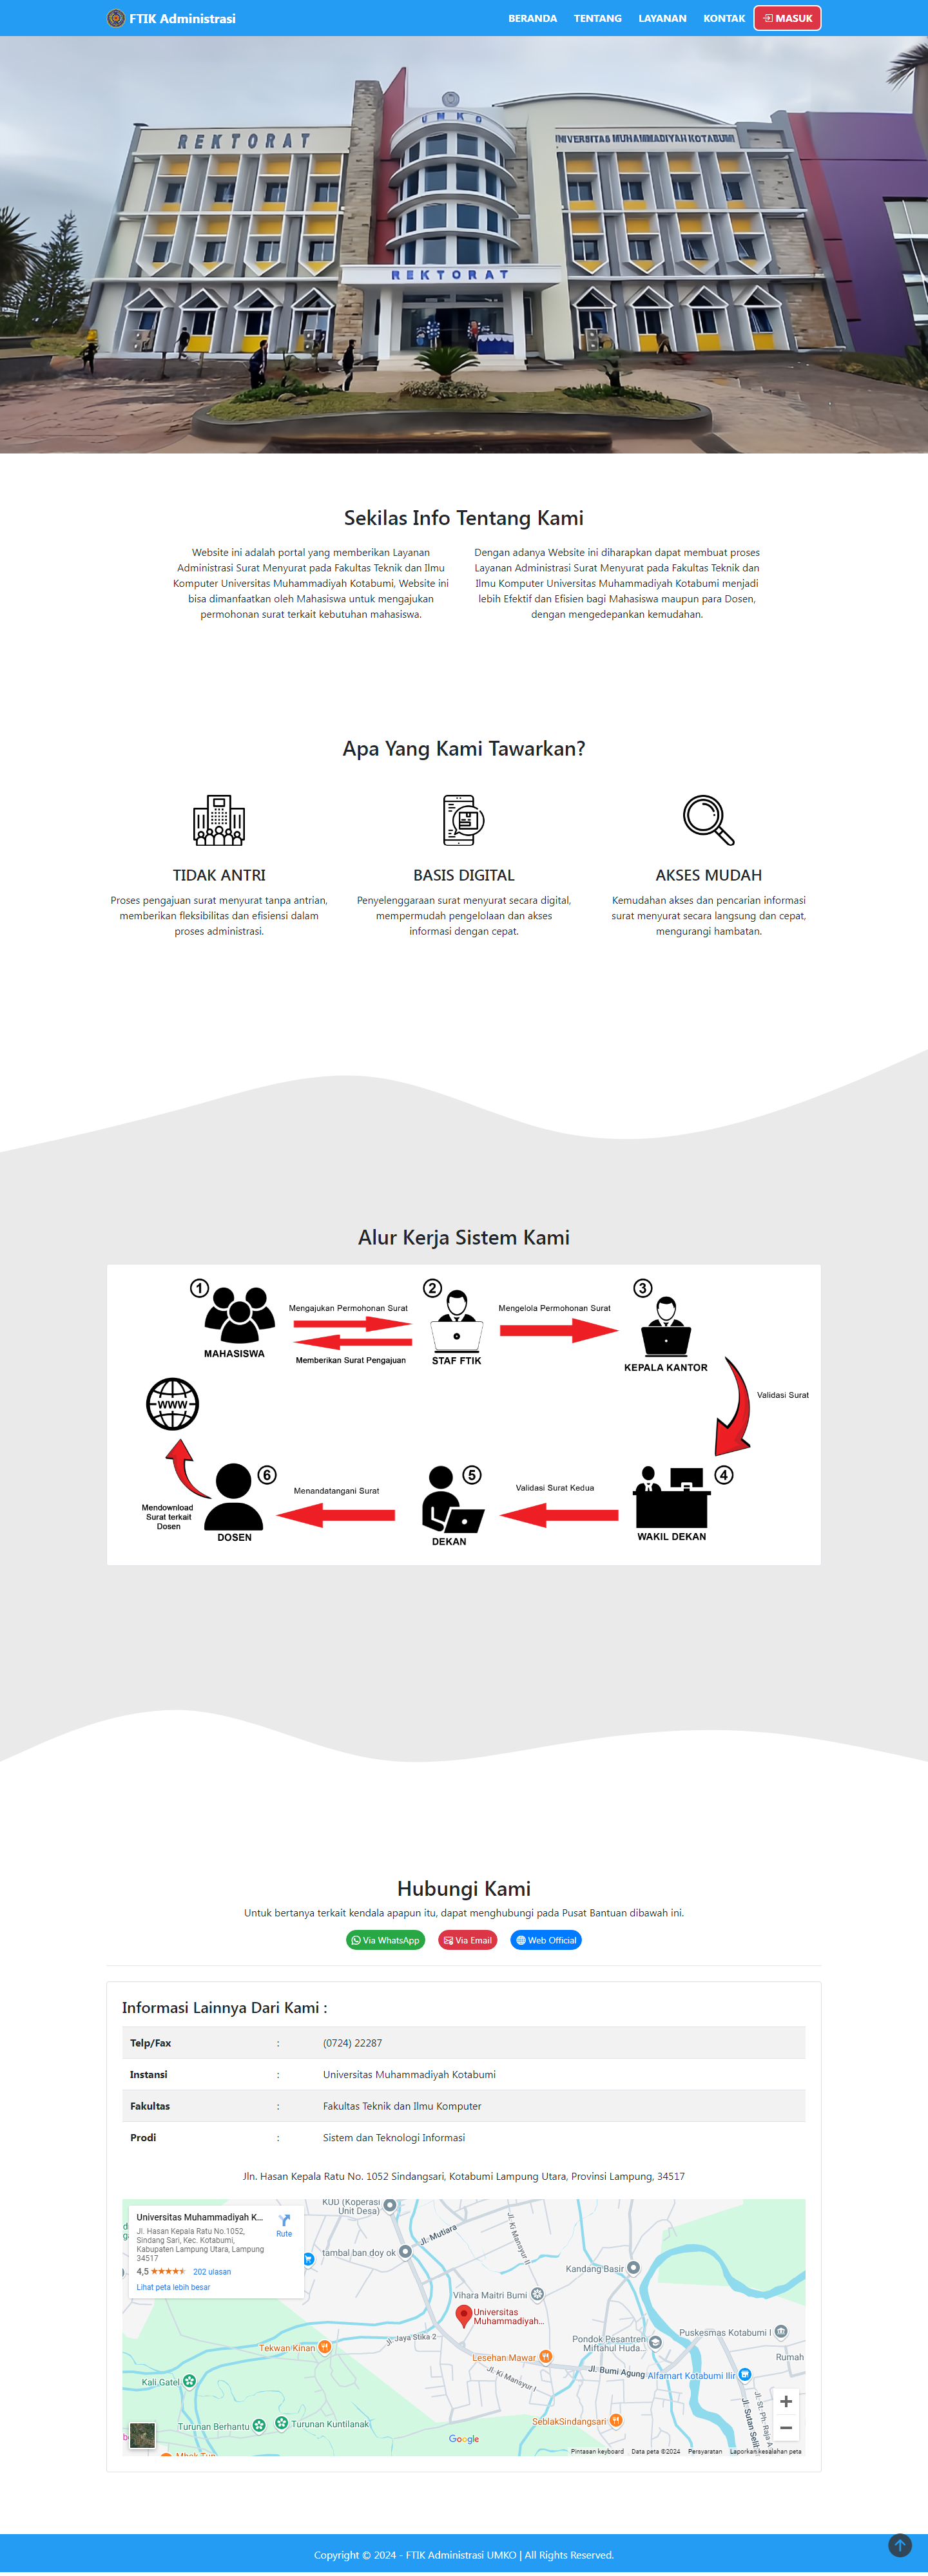 FTIK Administrasi
BERANDA TENTANG LAYANAN KONTAK MASUK
UMKO
REKTORAT
UNIVERSITAS MUHAMMADIYAH KOTABUMI
REKTORAT
Sekilas Info Tentang Kami
Website ini adalah portal yang memberikan Layanan
Administrasi Surat Menyurat pada Fakultas Teknik dan Ilmu
Komputer Universitas Muhammadiyah Kotabumi, Website ini
bisa dimanfaatkan oleh Mahasiswa untuk mengajukan
permohonan surat terkait kebutuhan mahasiswa.
Dengan adanya Website ini diharapkan dapat membuat proses
Layanan Administrasi Surat Menyurat pada Fakultas Teknik dan
Ilmu Komputer Universitas Muhammadiyah Kotabumi menjadi
lebih Efektif dan Efisien bagi Mahasiswa maupun para Dosen,
dengan mengedepankan kemudahan.
Apa Yang Kami Tawarkan?
TIDAK ANTRI
Proses pengajuan surat menyurat tanpa antrian,
memberikan fleksibilitas dan efisiensi dalam
proses administrasi.
BASIS DIGITAL
Penyelenggaraan surat menyurat secara digital,
mempermudah pengelolaan dan akses
informasi dengan cepat.
AKSES MUDAH
Kemudahan akses dan pencarian informasi
surat menyurat secara langsung dan cepat,
mengurangi hambatan.
Alur Kerja Sistem Kami
1
MAHASISWA
Mengajukan Permohonan Surat
Memberikan Surat Pengajuan
2
STAF FTIK
Mengelola Permohonan Surat
3
KEPALA KANTOR
Validasi Surat
4
WAKIL DEKAN
Validasi Surat Kedua
5
DEKAN
Menandatangani Surat
6
DOSEN
Mendownload
Surat terkait
Dosen
WWW
Hubungi Kami
Untuk bertanya terkait kendala apapun itu, dapat menghubungi pada Pusat Bantuan dibawah ini.
Via WhatsApp Via Email Web Official
Informasi Lainnya Dari Kami :
Telp/Fax : (0724) 22287
Instansi : Universitas Muhammadiyah Kotabumi
Fakultas : Fakultas Teknik dan Ilmu Komputer
Prodi : Sistem dan Teknologi Informasi
Jln. Hasan Kepala Ratu No. 1052 Sindangsari, Kotabumi Lampung Utara, Provinsi Lampung, 34517
Universitas Muhammadiyah K...
Jl. Hasan Kepala Ratu No.1052,
Sindang Sari, Kec. Kotabumi,
Kabupaten Lampung Utara, Lampung
34517
4,5 202 ulasan
Lihat peta lebih besar
Rute
KUD (Koperasi
Unit Desa)
Jl. Mutiara
Jl. Ki Mansyur II
tambal ban doy ok
Kandang Basir
Vihara Maitri Bumi
Universitas
Muhammadiyah...
Jl. Jaya Stika 2
Tekwan Kinan
Lesehan Mawar
Pondok Pesantren
Miftahul Huda...
Puskesmas Kotabumi I
Rumah
Jl. Ki Mansyur I
Jl. Bumi Agung
Alfamart Kotabumi Ilir
Kali Gatel
Turunan Berhantu
Turunan Kuntilanak
SeblakSindangsari
Google
Pintasan keyboard Data peta ©2024 Persyaratan Laporkan kesalahan peta
Copyright © 2024 - FTIK Administrasi UMKO | All Rights Reserved.